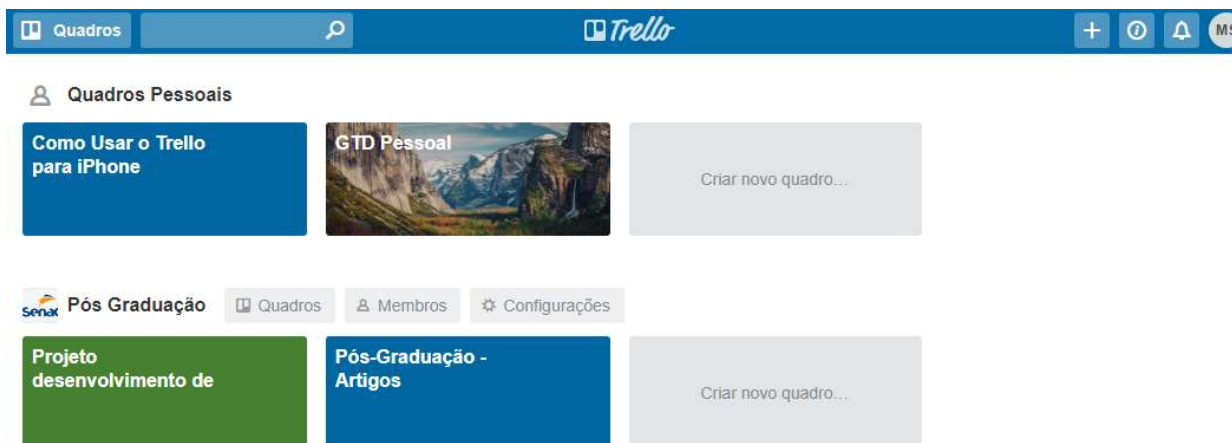 Quadros
Trello
MS
Quadros Pessoais
Como Usar o Trello
para iPhone
GTD Pessoal
Criar novo quadro...
senac Pós Graduação Quadros Membros Configurações
Projeto
desenvolvimento de
Pós-Graduação -
Artigos
Criar novo quadro...